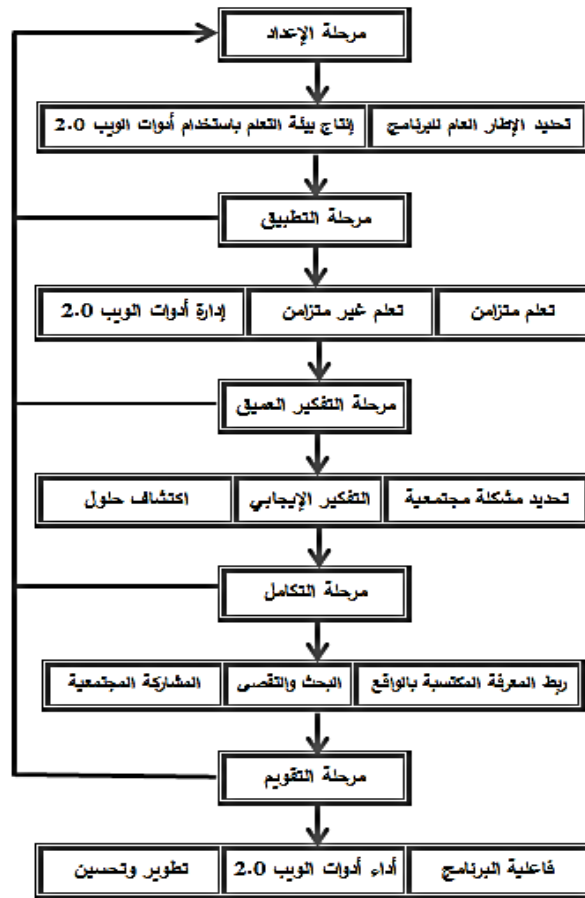 مرحلة الإعداد
تحديد الإطار العام للبرنامج
إنتاج بيئة التعلم باستخدام أدوات الويب 2.0
مرحلة التطبيق
تعلم متزامن
تعلم غير متزامن
إدارة أدوات الويب 2.0
مرحلة التفكير العميق
تحديد مشكلة مجتمعية
التفكير الإيجابي
اكتشاف حلول
مرحلة التكامل
ربط المعرفة المكتسبة بالواقع
البحث والتقصى
المشاركة المجتمعية
مرحلة التقويم
فاعلية البرنامج
أداء أدوات الويب 2.0
تطوير وتحسين